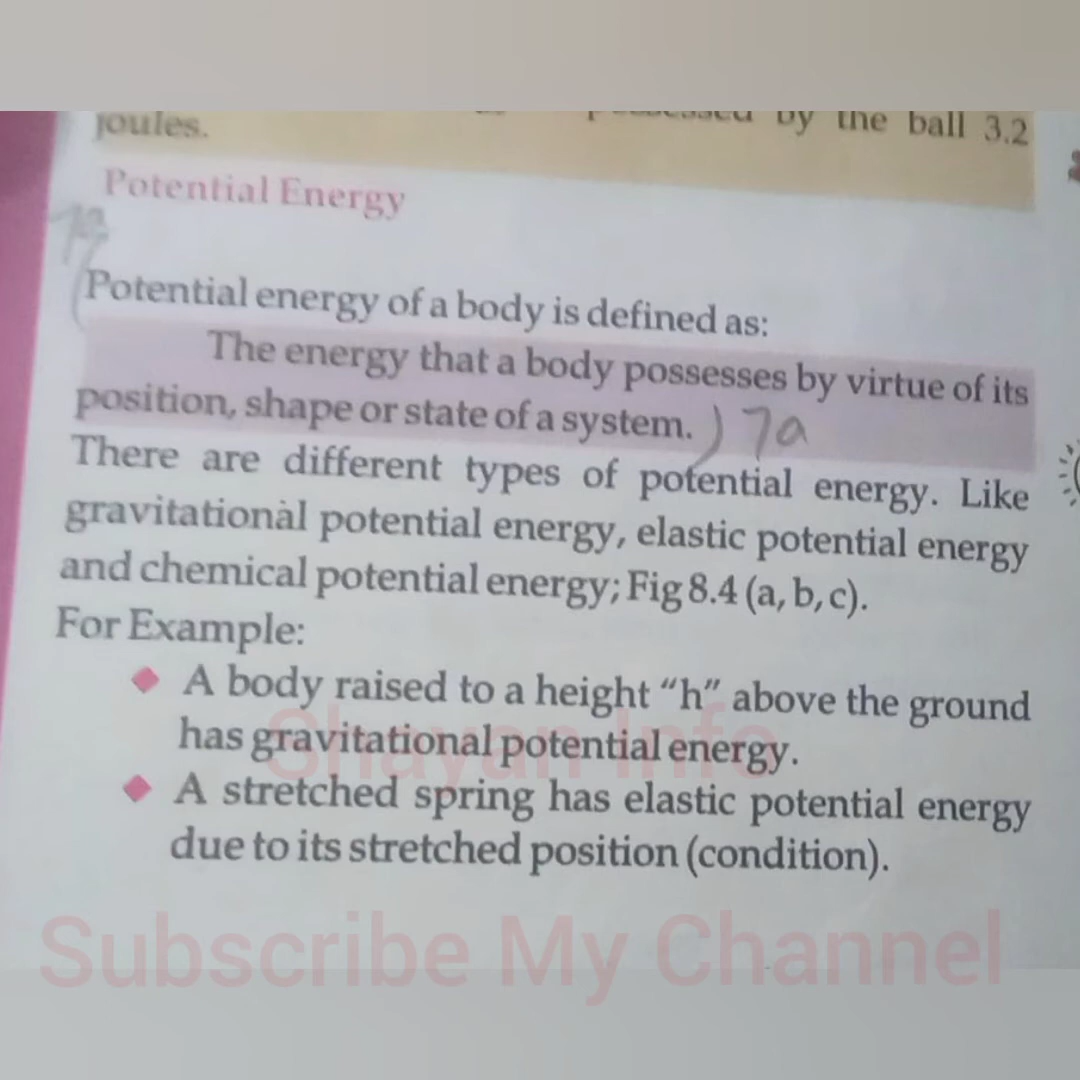 joules.
by the ball 3.2
Potential Energy
Potential energy of a body is defined as:
The energy that a body possesses by virtue of its
position, shape or state of a system. ) 7a
There are different types of potential energy. Like
gravitational potential energy, elastic potential energy
and chemical potential energy; Fig 8.4 (a, b, c).
For Example:
A body raised to a height “h” above the ground
has gravitational potential energy.
A stretched spring has elastic potential energy
due to its stretched position (condition).
Shayan Info
Subscribe My Channel